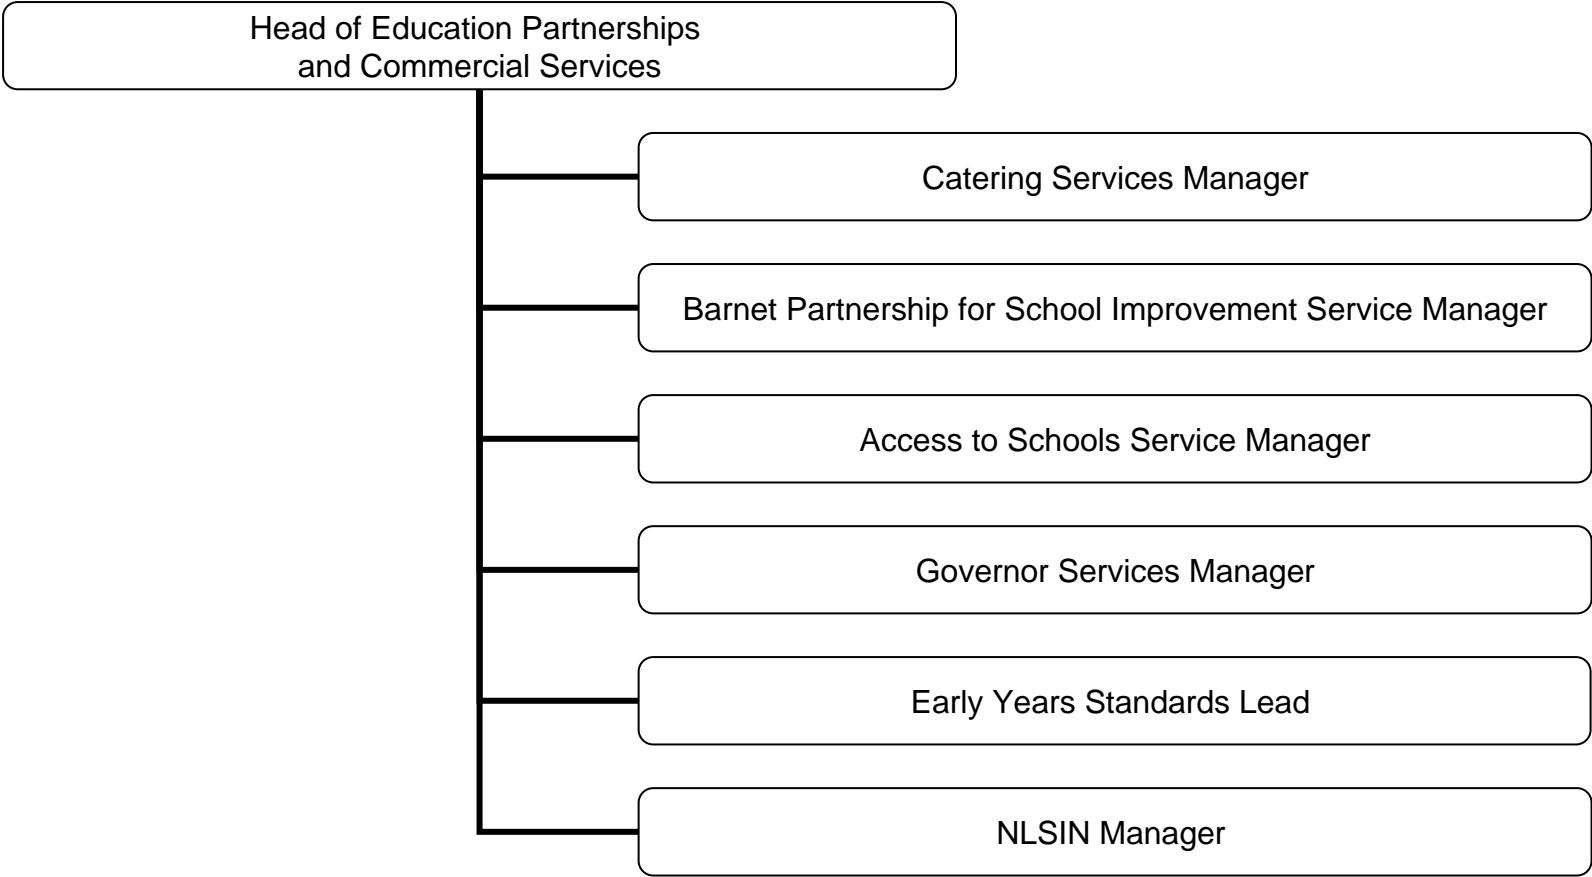 Head of Education Partnerships
and Commercial Services
Catering Services Manager
Barnet Partnership for School Improvement Service Manager
Access to Schools Service Manager
Governor Services Manager
Early Years Standards Lead
NLSIN Manager